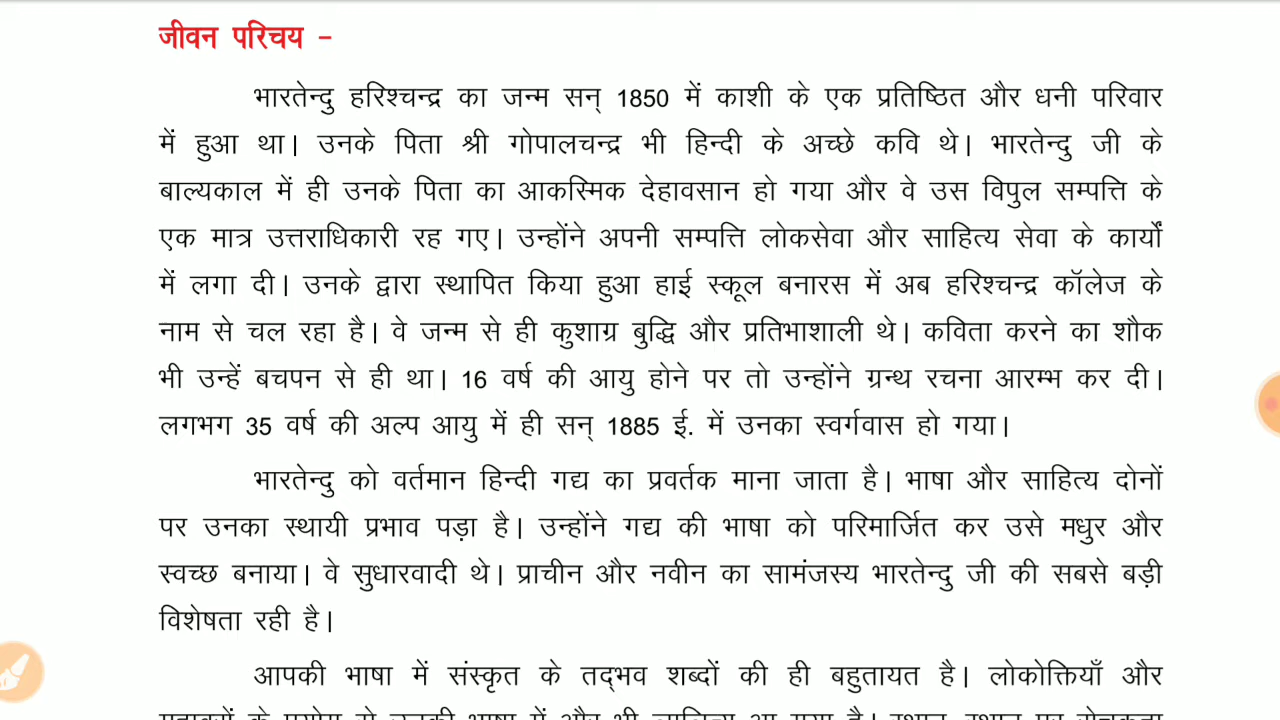 जीवन परिचय -
भारतेन्दु हरिश्चन्द्र का जन्म सन् 1850 में काशी के एक प्रतिष्ठित और धनी परिवार
में हुआ था। उनके पिता श्री गोपालचन्द्र भी हिन्दी के अच्छे कवि थे। भारतेन्दु जी के
बाल्यकाल में ही उनके पिता का आकस्मिक देहावसान हो गया और वे उस विपुल सम्पत्ति के
एक मात्र उत्तराधिकारी रह गए। उन्होंने अपनी सम्पत्ति लोकसेवा और साहित्य सेवा के कार्यों
में लगा दी। उनके द्वारा स्थापित किया हुआ हाई स्कूल बनारस में अब हरिश्चन्द्र कॉलेज के
नाम से चल रहा है। वे जन्म से ही कुशाग्र बुद्धि और प्रतिभाशाली थे। कविता करने का शौक
भी उन्हें बचपन से ही था। 16 वर्ष की आयु होने पर तो उन्होंने ग्रन्थ रचना आरम्भ कर दी।
लगभग 35 वर्ष की अल्प आयु में ही सन् 1885 ई. में उनका स्वर्गवास हो गया।
भारतेन्दु को वर्तमान हिन्दी गद्य का प्रवर्तक माना जाता है। भाषा और साहित्य दोनों
पर उनका स्थायी प्रभाव पड़ा है। उन्होंने गद्य की भाषा को परिमार्जित कर उसे मधुर और
स्वच्छ बनाया। वे सुधारवादी थे। प्राचीन और नवीन का सामंजस्य भारतेन्दु जी की सबसे बड़ी
विशेषता रही है।
आपकी भाषा में संस्कृत के तद्भव शब्दों की ही बहुतायत है। लोकोक्तियाँ और